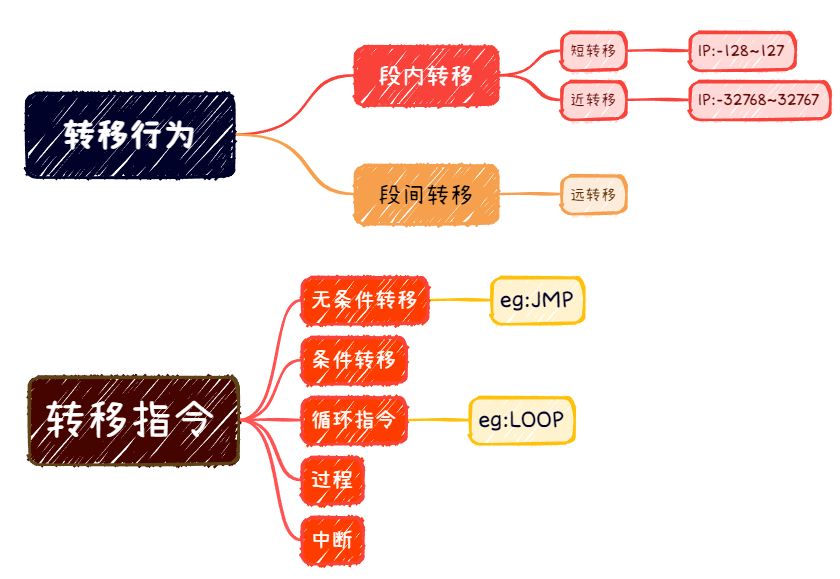 转移行为
段内转移
短转移
IP:-128~127
近转移
IP:-32768~32767
段间转移
远转移
转移指令
无条件转移
eg:JMP
条件转移
循环指令
eg:LOOP
过程
中断